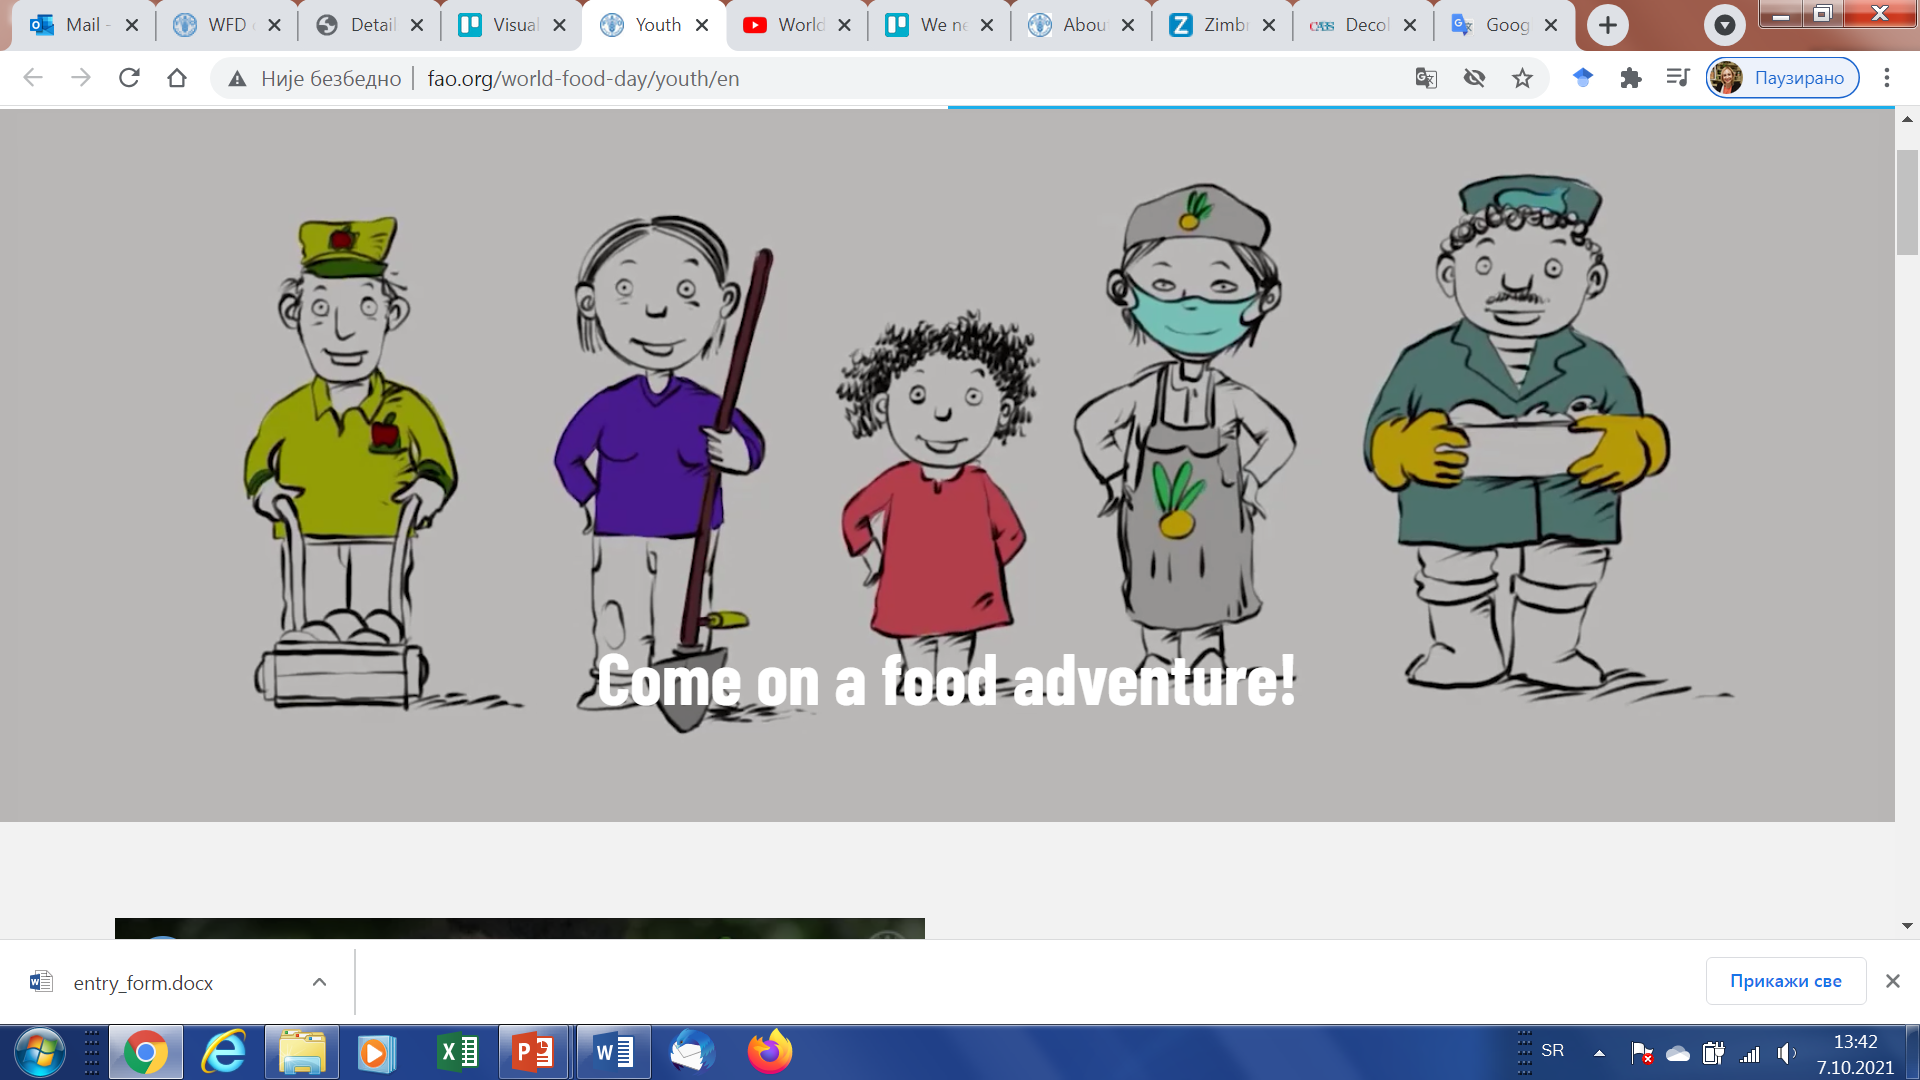 Mail -
WFD
Detail
Visual
Youth
World
We ne
About
Zimbr
CABS
Decol
Goog
Није безбедно
fao.org/world-food-day/youth/en
Паузирано
Come on a food adventure!
entry_form.docx
Прикажи све
SR
13:42
7.10.2021